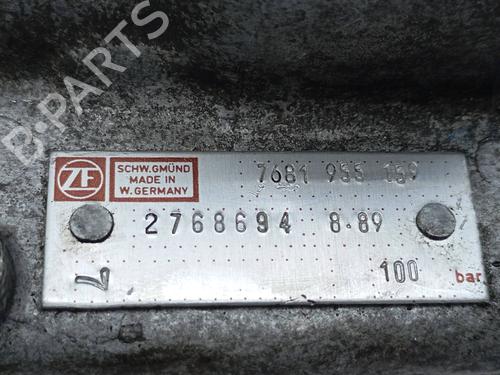 B-PARTS
ZF
SCHW.GMÜND
MADE IN
W. GERMANY
7681 955 159
2768694 8.89
100 bar